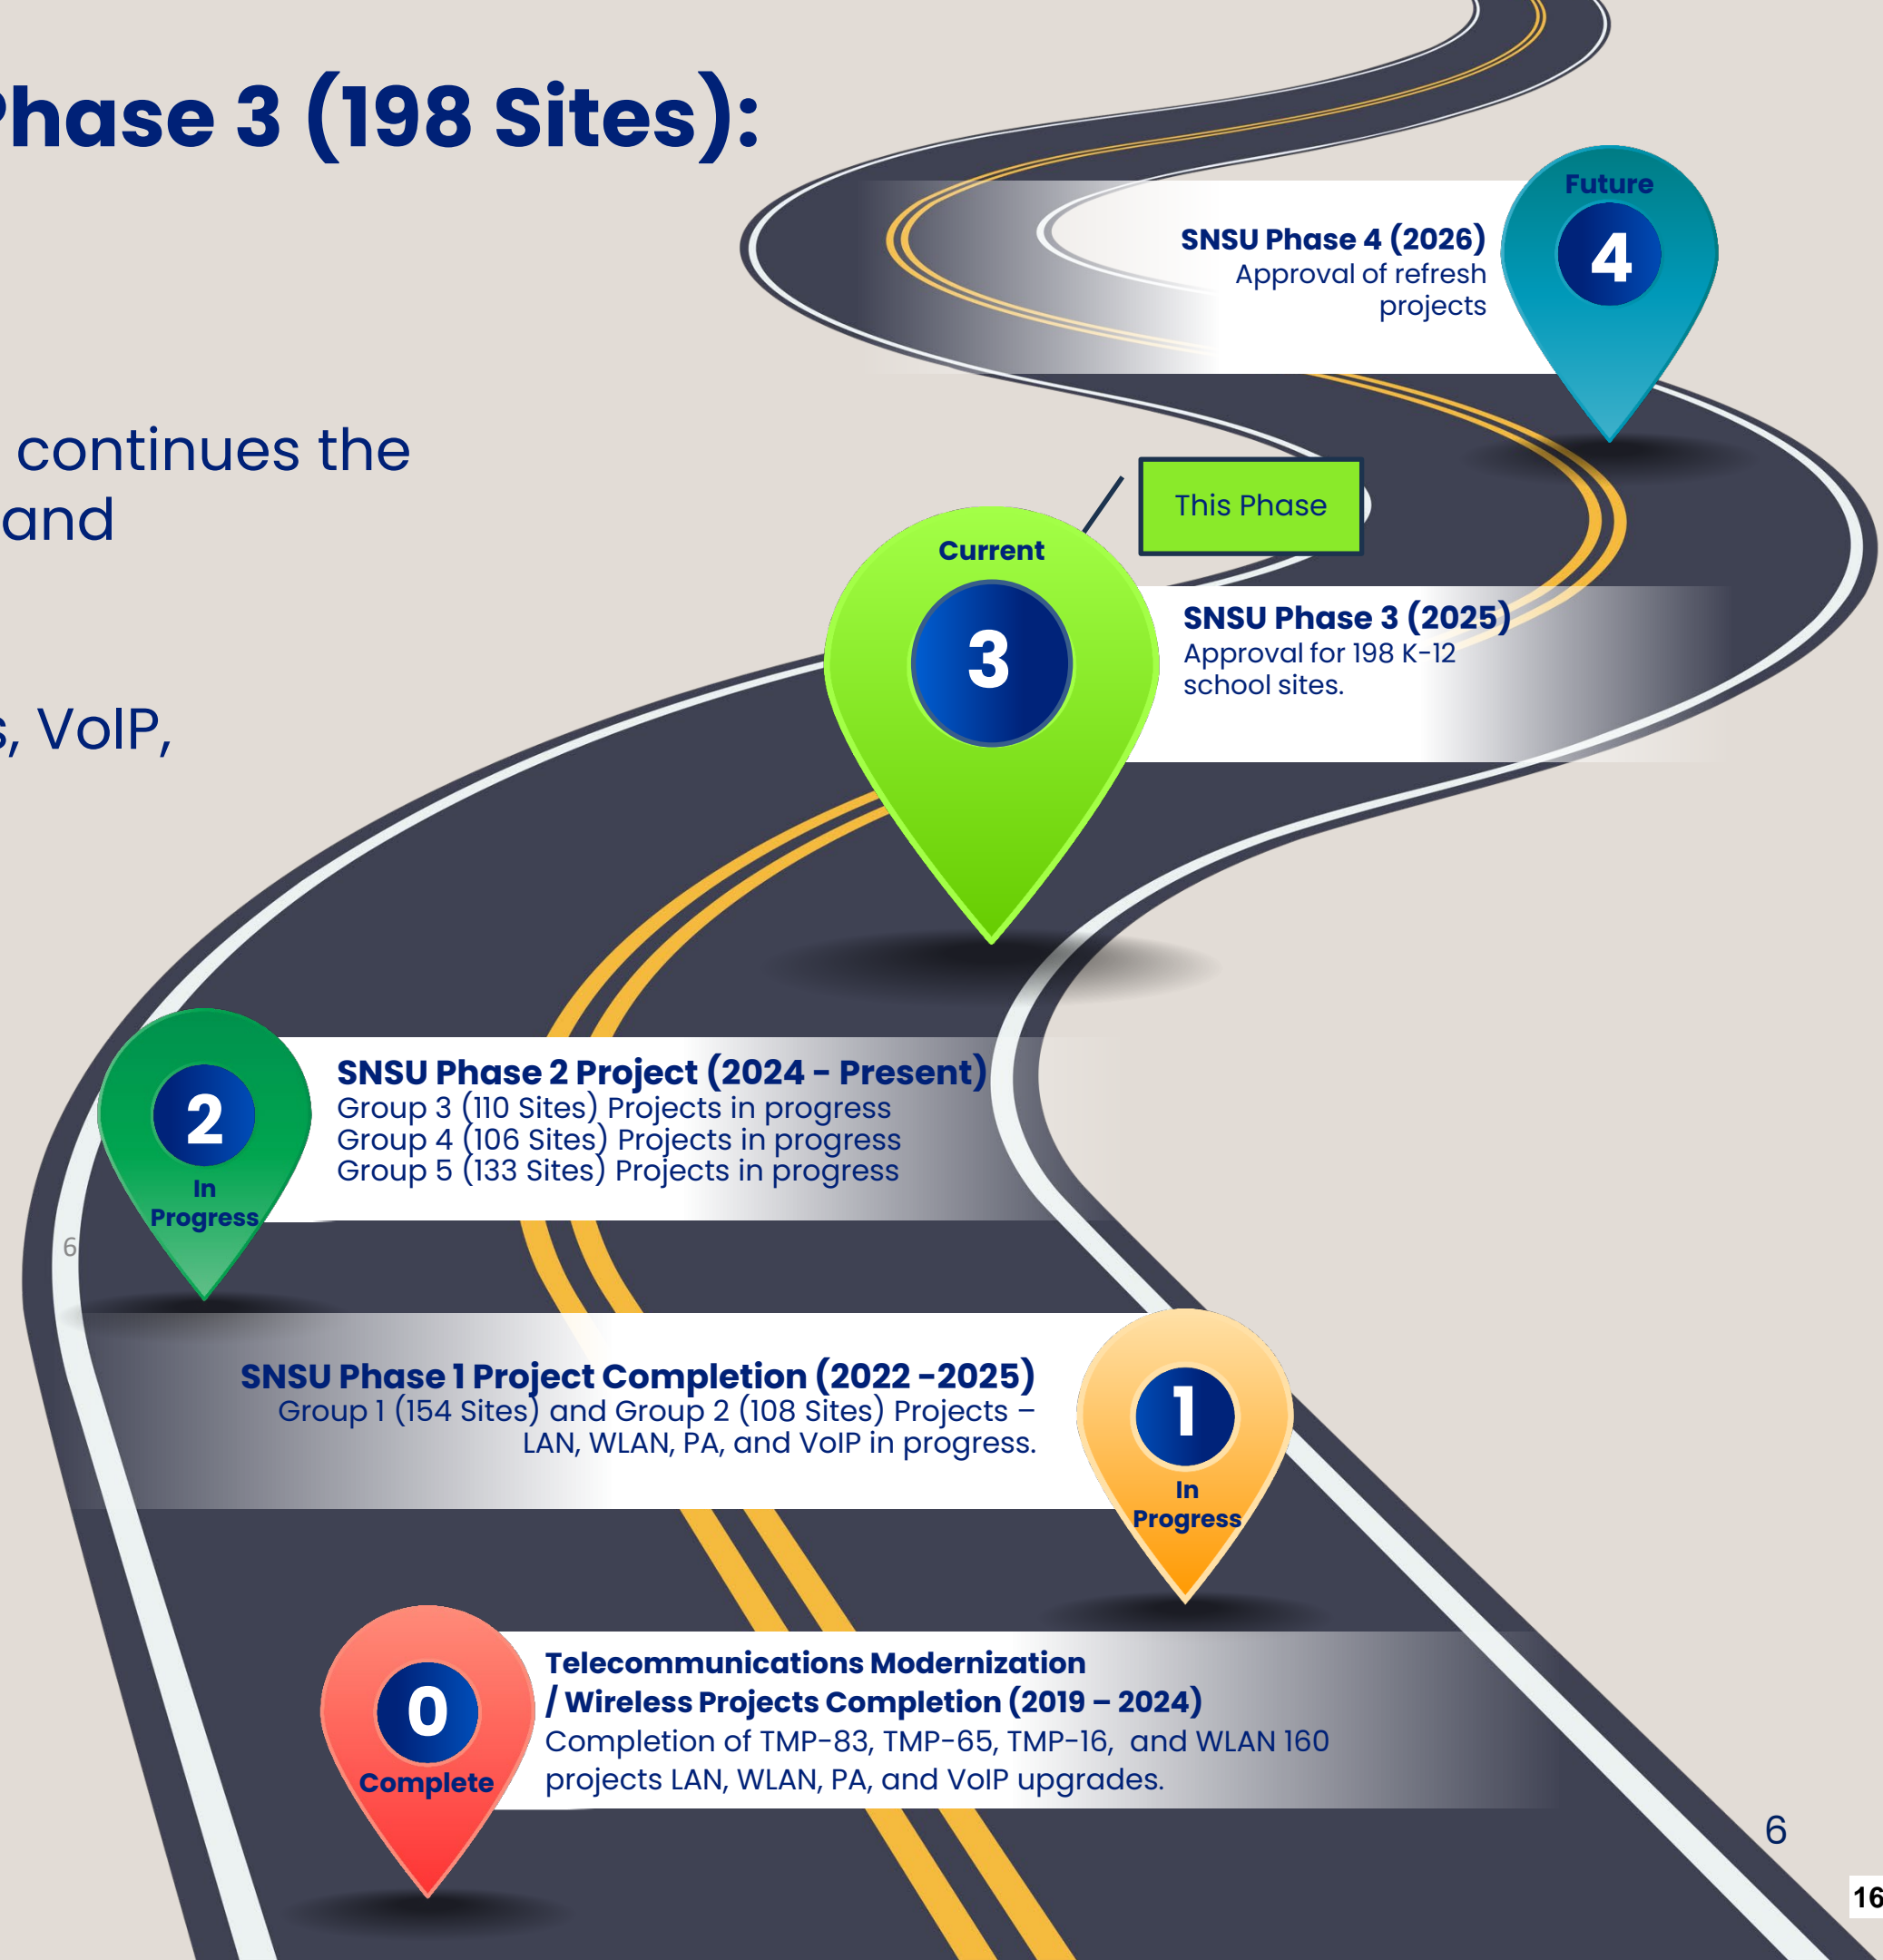 Phase 3 (198 Sites):
continues the
and
s, VoIP,
Future
4
SNSU Phase 4 (2026)
Approval of refresh
projects
This Phase
Current
3
SNSU Phase 3 (2025)
Approval for 198 K-12
school sites.
2
In
Progress
SNSU Phase 2 Project (2024 - Present)
Group 3 (110 Sites) Projects in progress
Group 4 (106 Sites) Projects in progress
Group 5 (133 Sites) Projects in progress
6
SNSU Phase 1 Project Completion (2022 -2025)
Group 1 (154 Sites) and Group 2 (108 Sites) Projects –
LAN, WLAN, PA, and VoIP in progress.
1
In
Progress
0
Complete
Telecommunications Modernization
/ Wireless Projects Completion (2019 – 2024)
Completion of TMP-83, TMP-65, TMP-16,  and WLAN 160
projects LAN, WLAN, PA, and VoIP upgrades.
6
16